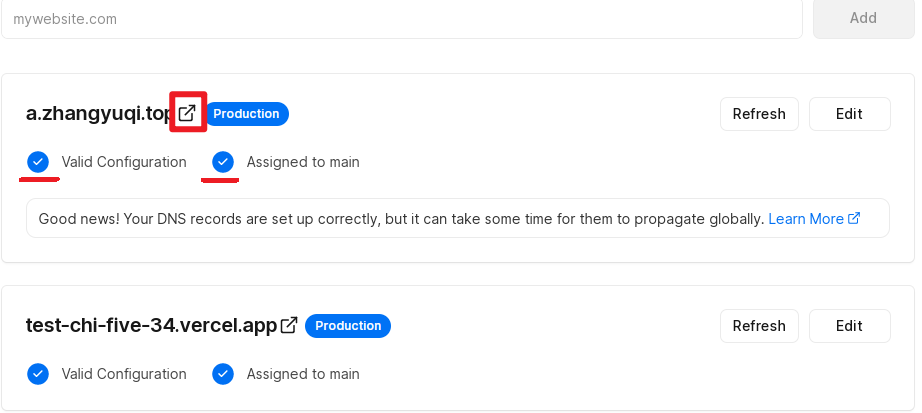 mywebsite.com Add
a.zhangyuqi.top Production Refresh Edit
Valid Configuration Assigned to main
Good news! Your DNS records are set up correctly, but it can take some time for them to propagate globally. Learn More
test-chi-five-34.vercel.app Production Refresh Edit
Valid Configuration Assigned to main